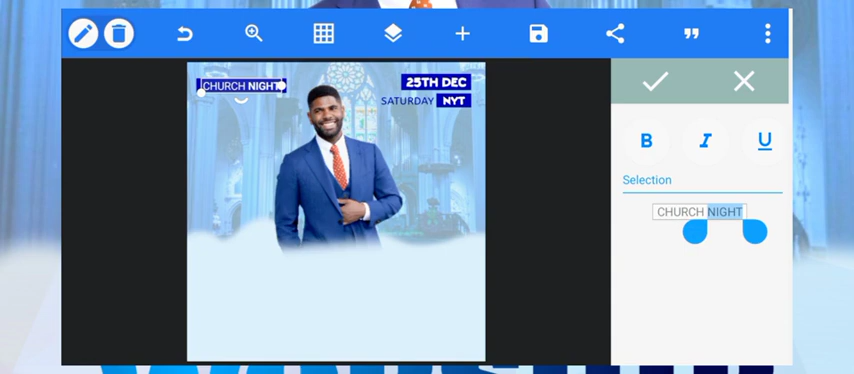 CHURCH NIGHT
25TH DEC
SATURDAY NYT
B I U
Selection
CHURCH NIGHT